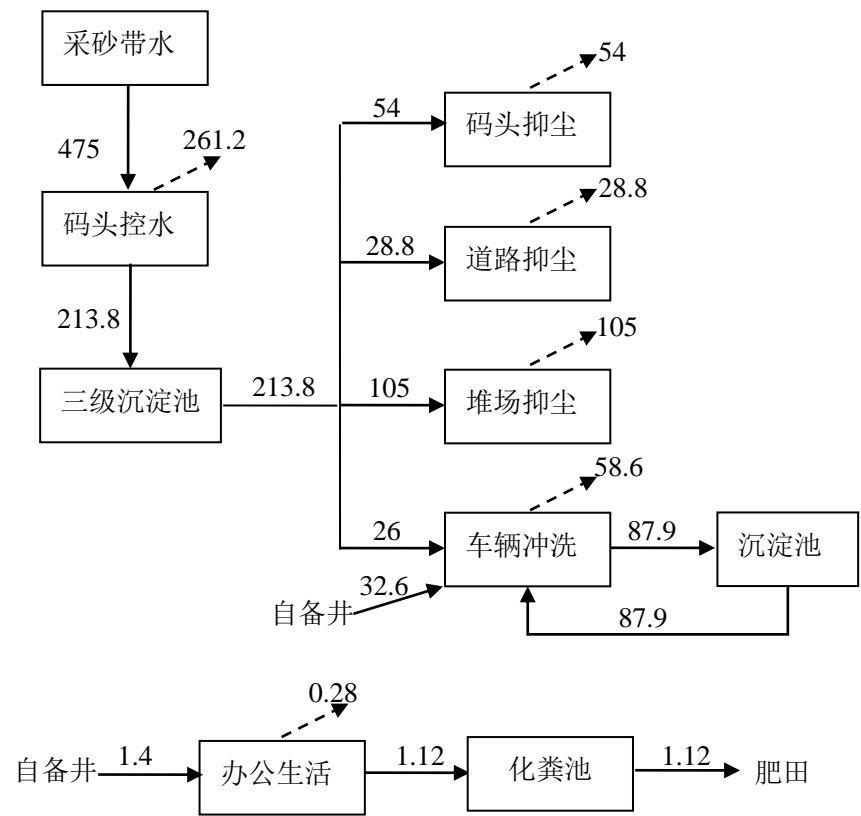 采砂带水
475
261.2
码头控水
213.8
三级沉淀池
213.8
54
54
码头抑尘
28.8
28.8
道路抑尘
105
105
堆场抑尘
26
58.6
车辆冲洗
87.9
沉淀池
自备井
32.6
87.9
自备井
1.4
0.28
办公生活
1.12
化粪池
1.12
肥田